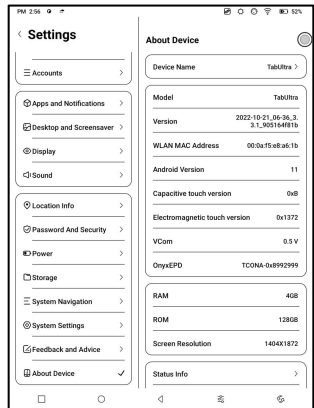 PM 2:56
52%
Settings
About Device
Accounts
Apps and Notifications
Desktop and Screensaver
Display
Sound
Location Info
Password And Security
Power
Storage
System Navigation
System Settings
Feedback and Advice
About Device
Device Name TabUltra
Model TabUltra
Version 2022-10-21_06-36_3.
3.1_905164f81b
WLAN MAC Address 00:0a:f5:e8:a6:1b
Android Version 11
Capacitive touch version 0xB
Electromagnetic touch version 0x1372
VCom 0.5 V
OnyxEPD TCONA-0x8992999
RAM 4GB
ROM 128GB
Screen Resolution 1404X1872
Status Info